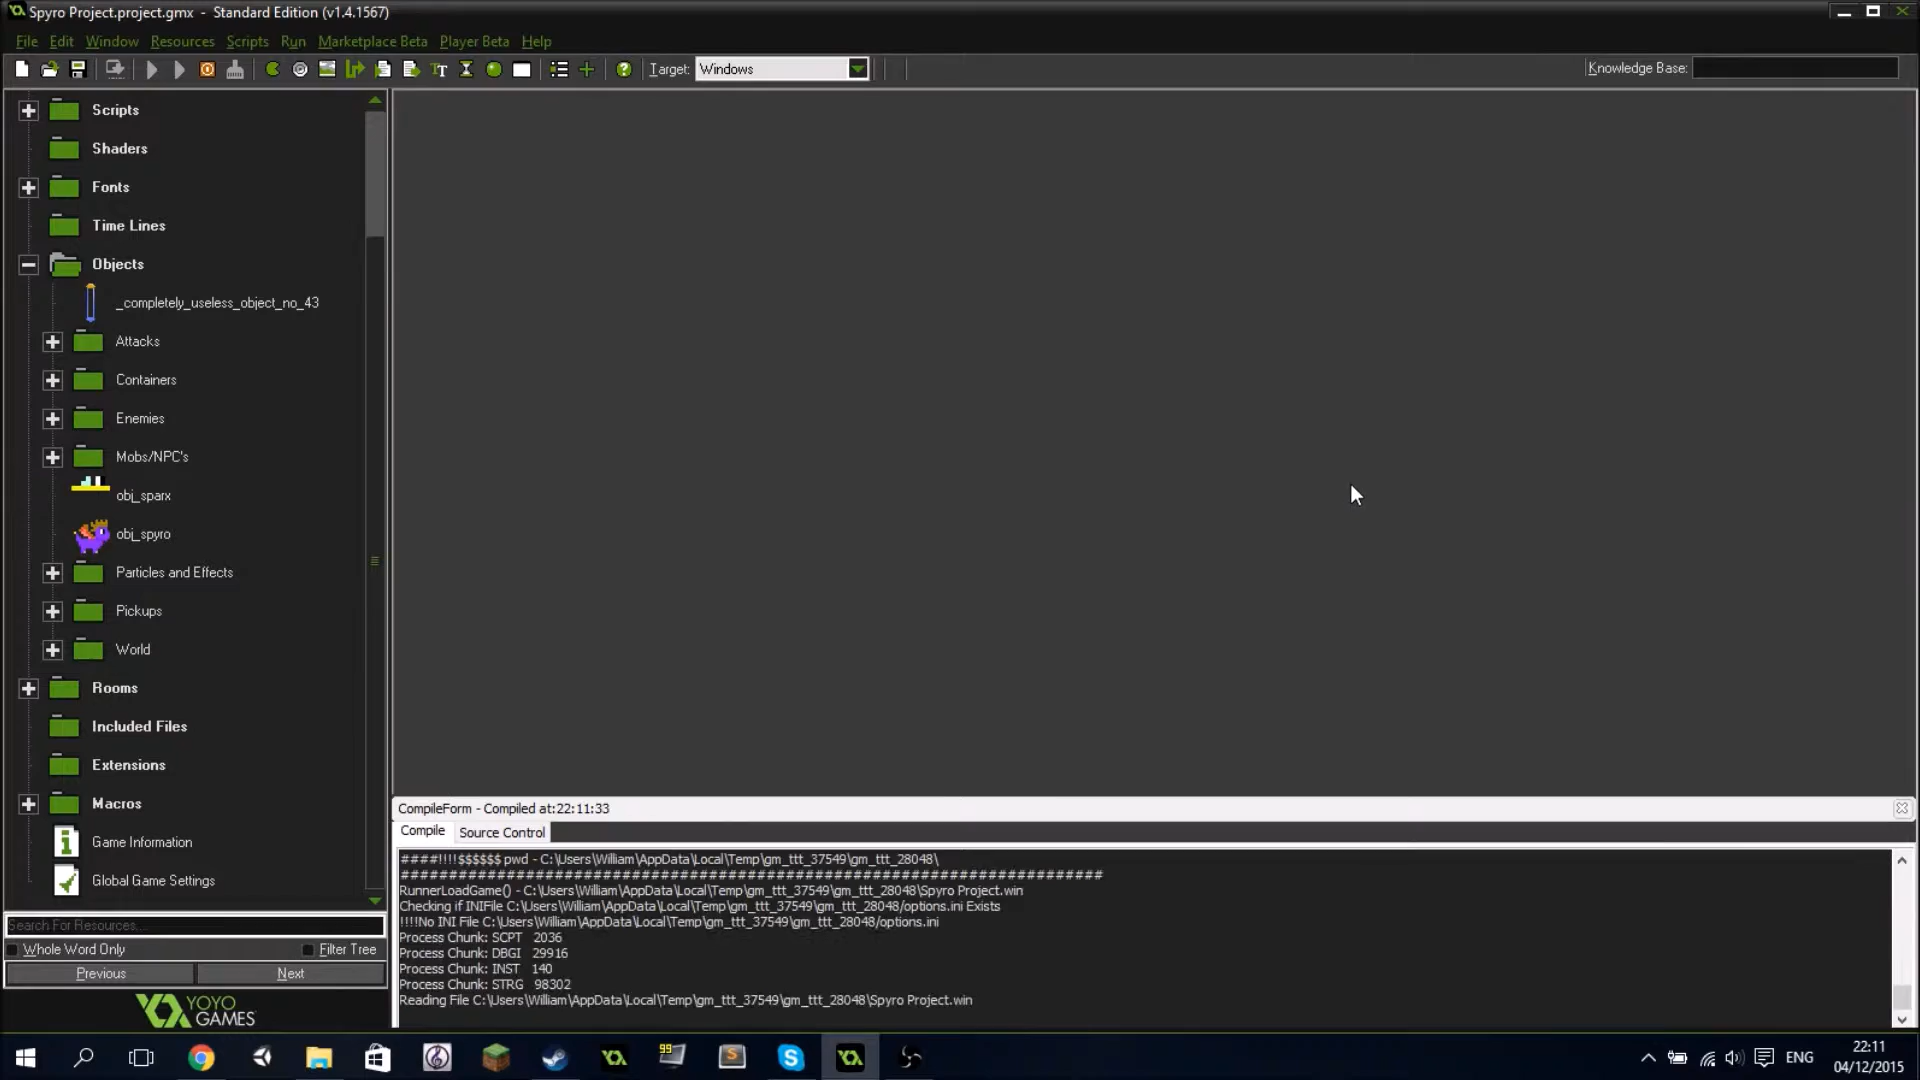 Spyro Project.project.gmx - Standard Edition (v1.4.1567)
File Edit Window Resources Scripts Run Marketplace Beta Player Beta Help
Target: Windows
Knowledge Base:
Scripts
Shaders
Fonts
Time Lines
Objects
_completely_useless_object_no_43
Attacks
Containers
Enemies
Mobs/NPC's
obj_sparx
obj_spyro
Particles and Effects
Pickups
World
Rooms
Included Files
Extensions
Macros
Game Information
Global Game Settings
Search For Resources...
Whole Word Only Filter Tree
Previous Next
YOYO
GAMES
CompileForm - Compiled at:22:11:33
Compile Source Control
####!!!!$$$$$$ pwd - C:\Users\William\AppData\Local\Temp\gm_ttt_37549\gm_ttt_28048\
##########################################################################################
RunnerLoadGame() - C:\Users\William\AppData\Local\Temp\gm_ttt_37549\gm_ttt_28048\Spyro Project.win
Checking if INIFile C:\Users\William\AppData\Local\Temp\gm_ttt_37549\gm_ttt_28048/options.ini Exists
!!!!No INI File C:\Users\William\AppData\Local\Temp\gm_ttt_37549\gm_ttt_28048/options.ini
Process Chunk: SCPT 2036
Process Chunk: DBGI 29916
Process Chunk: INST 140
Process Chunk: STRG 98302
Reading File C:\Users\William\AppData\Local\Temp\gm_ttt_37549\gm_ttt_28048\Spyro Project.win
99
ENG
22:11
04/12/2015